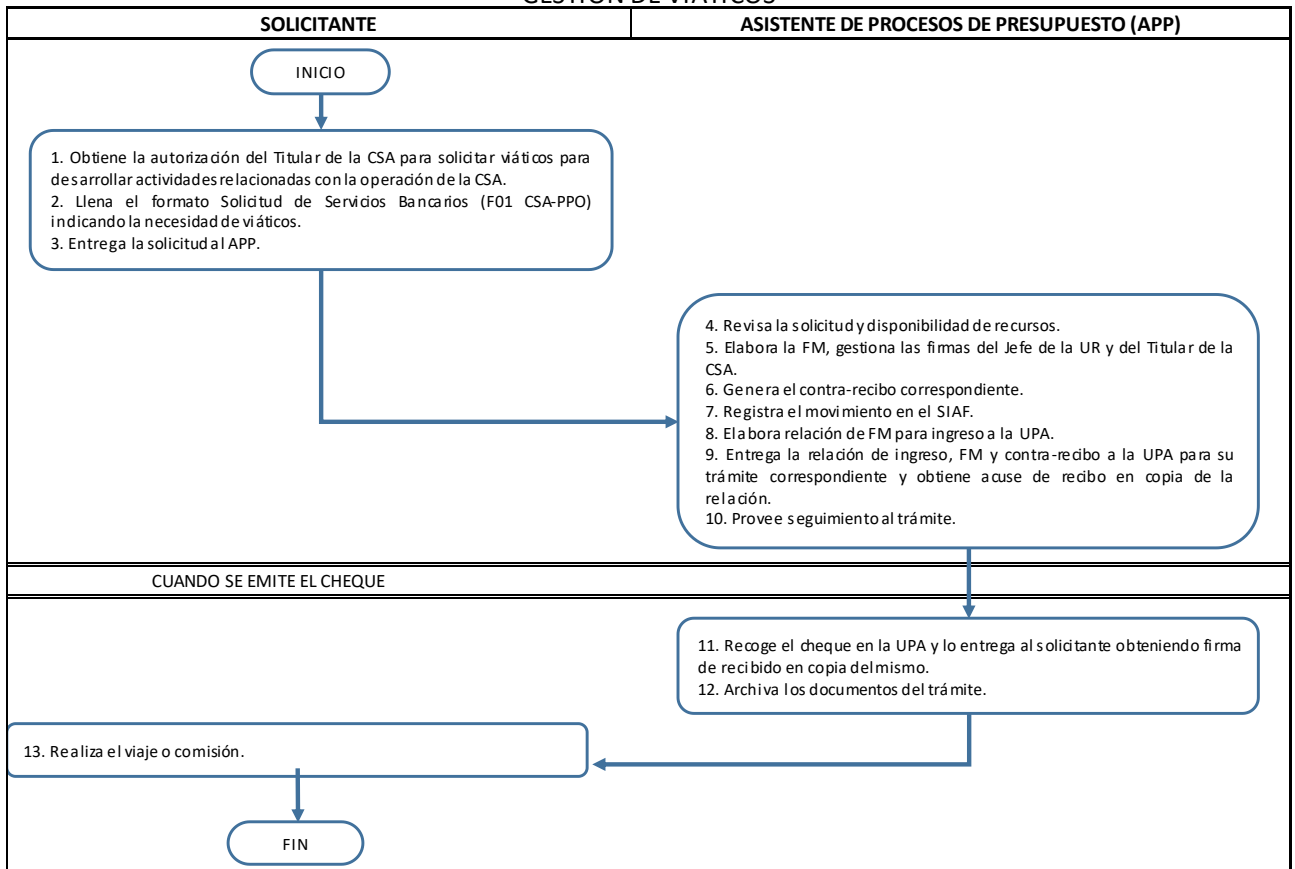 GESTIÓN DE VIÁTICOS
SOLICITANTE
ASISTENTE DE PROCESOS DE PRESUPUESTO (APP)
INICIO
1. Obtiene la autorización del Titular de la CSA para solicitar viáticos para
desarrollar actividades relacionadas con la operación de la CSA.
2. Llena el formato Solicitud de Servicios Bancarios (F01 CSA-PPO)
indicando la necesidad de viáticos.
3. Entrega la solicitud al APP.
4. Revisa la solicitud y disponibilidad de recursos.
5. Elabora la FM, gestiona las firmas del Jefe de la UR y del Titular de la
CSA.
6. Genera el contra-recibo correspondiente.
7. Registra el movimiento en el SIAF.
8. Elabora relación de FM para ingreso a la UPA.
9. Entrega la relación de ingreso, FM y contra-recibo a la UPA para su
trámite correspondiente y obtiene acuse de recibo en copia de la
relación.
10. Provee seguimiento al trámite.
CUANDO SE EMITE EL CHEQUE
11. Recoge el cheque en la UPA y lo entrega al solicitante obteniendo firma
de recibido en copia del mismo.
12. Archiva los documentos del trámite.
13. Realiza el viaje o comisión.
FIN